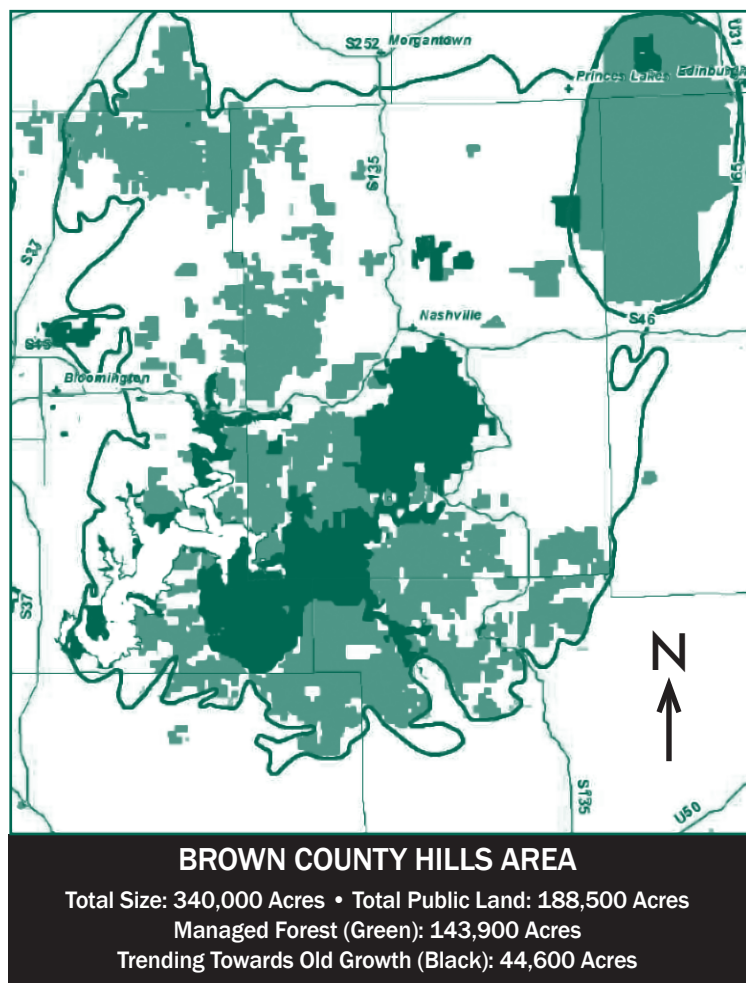 S252
Morgantown
U31
Princes Lakes
Edinburgh
S135
I65
S37
S46
Nashville
S45
Bloomington
S37
N
S135
U50
BROWN COUNTY HILLS AREA
Total Size: 340,000 Acres • Total Public Land: 188,500 Acres
Managed Forest (Green): 143,900 Acres
Trending Towards Old Growth (Black): 44,600 Acres